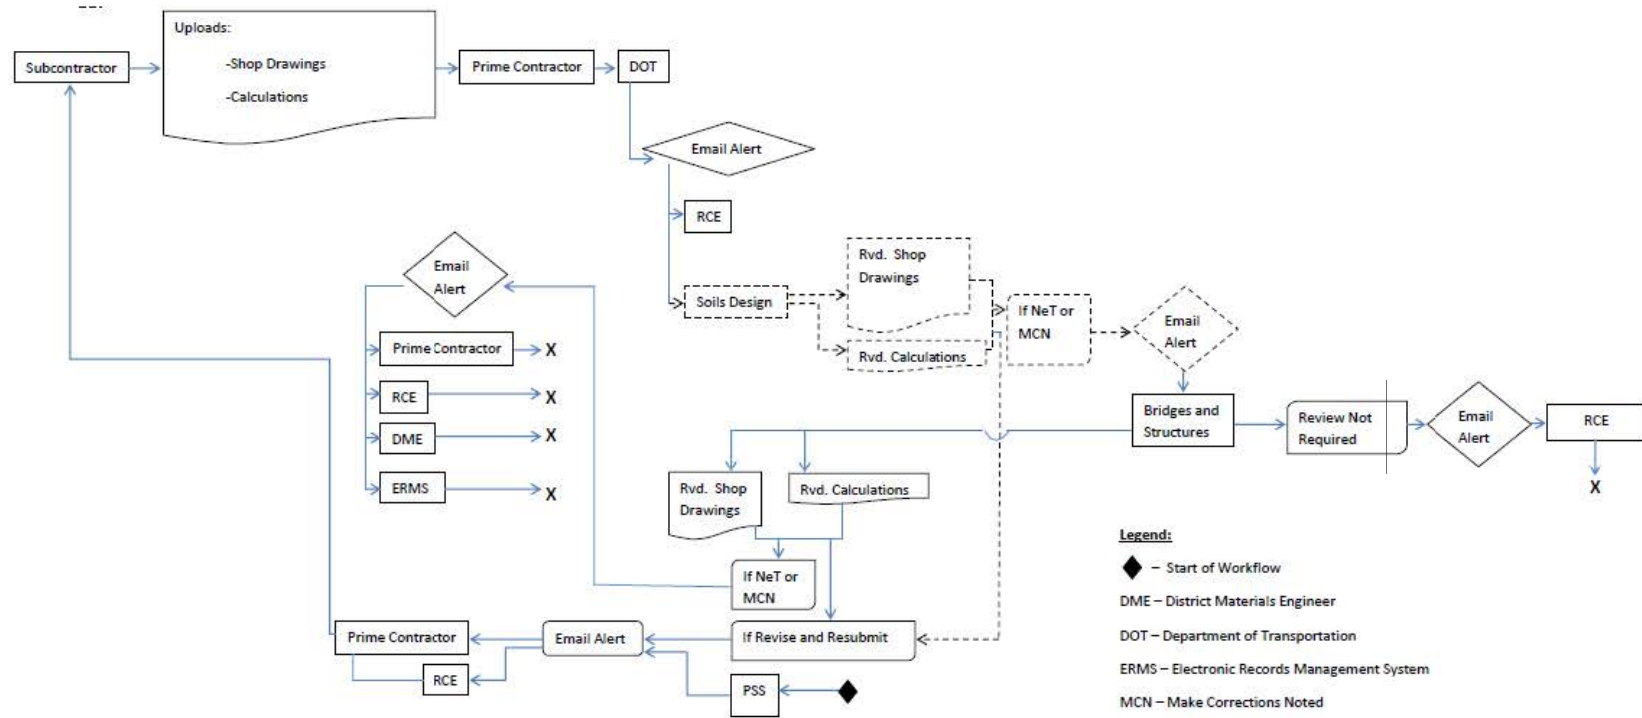 Uploads:
-Shop Drawings
-Calculations
Subcontractor
Prime Contractor
DOT
Email Alert
RCE
Soils Design
Rvd. Shop
Drawings
Rvd. Calculations
If NeT or
MCN
Email
Alert
Bridges and
Structures
Review Not
Required
Email
Alert
RCE
X
Email
Alert
Prime Contractor
X
RCE
X
DME
X
ERMS
X
Rvd. Shop
Drawings
Rvd. Calculations
If NeT or
MCN
If Revise and Resubmit
Email Alert
Prime Contractor
RCE
PSS
Legend:
– Start of Workflow
DME – District Materials Engineer
DOT – Department of Transportation
ERMS – Electronic Records Management System
MCN – Make Corrections Noted